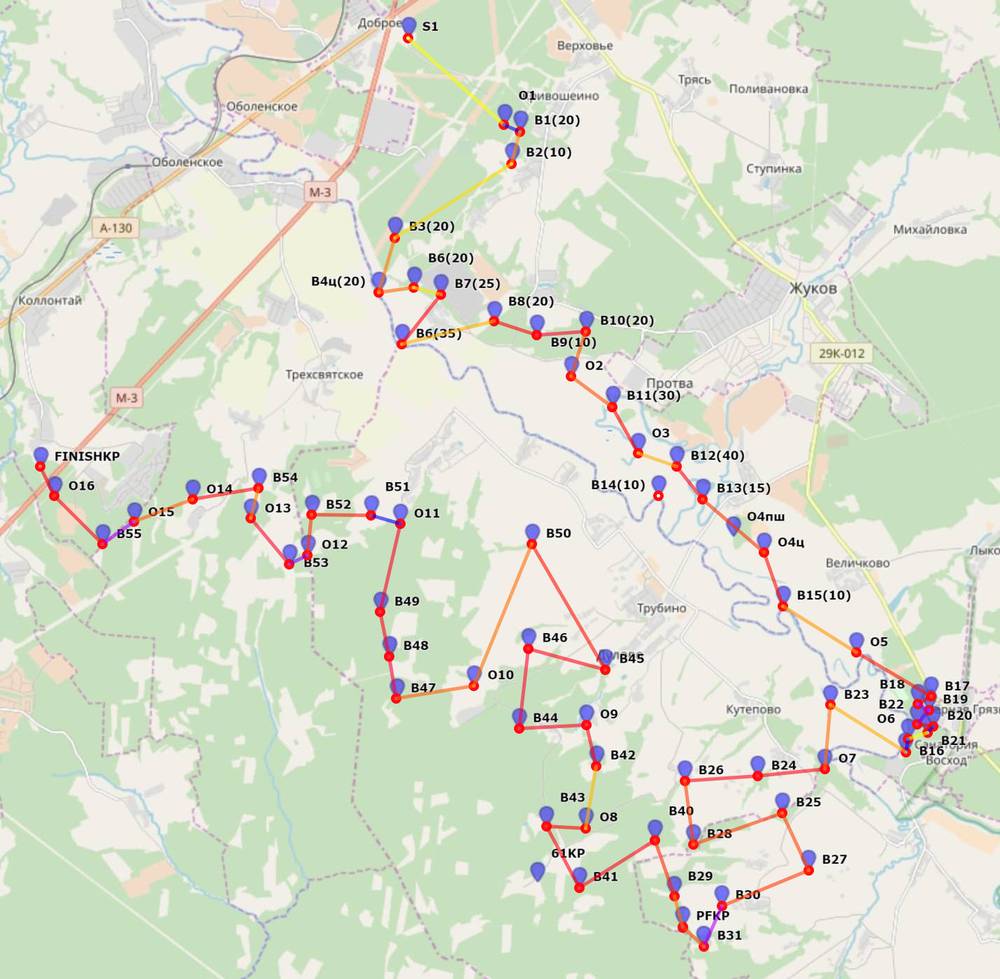 Доброе
S1
Верховье
Трясь
Поливановка
O1
ивошеино
B1(20)
Оболенское
B2(10)
Оболенское
Ступинка
М-3
А-130
B3(20)
Михайловка
B6(20)
B4ц(20)
B7(25)
Коллонтай
Жуков
B8(20)
B10(20)
B6(35)
B9(10)
29К-012
O2
Трехсвятское
Протва
М-3
B11(30)
O3
FINISHKP
B12(40)
O16
O14
B54
B51
B14(10)
B13(15)
O15
O13
B52
O11
O4пш
B55
B50
O12
O4ц
B53
Величково
B49
B15(10)
Трубино
B48
B46
O5
B45
B47
O10
B18
B17
B23
B22
B19
Кутепово
B44
O9
O6
B20
B21
B16
Восход
B42
O7
B26
B24
B43
O8
B40
B25
B28
61KP
B27
B41
B29
B30
PFKP
B31